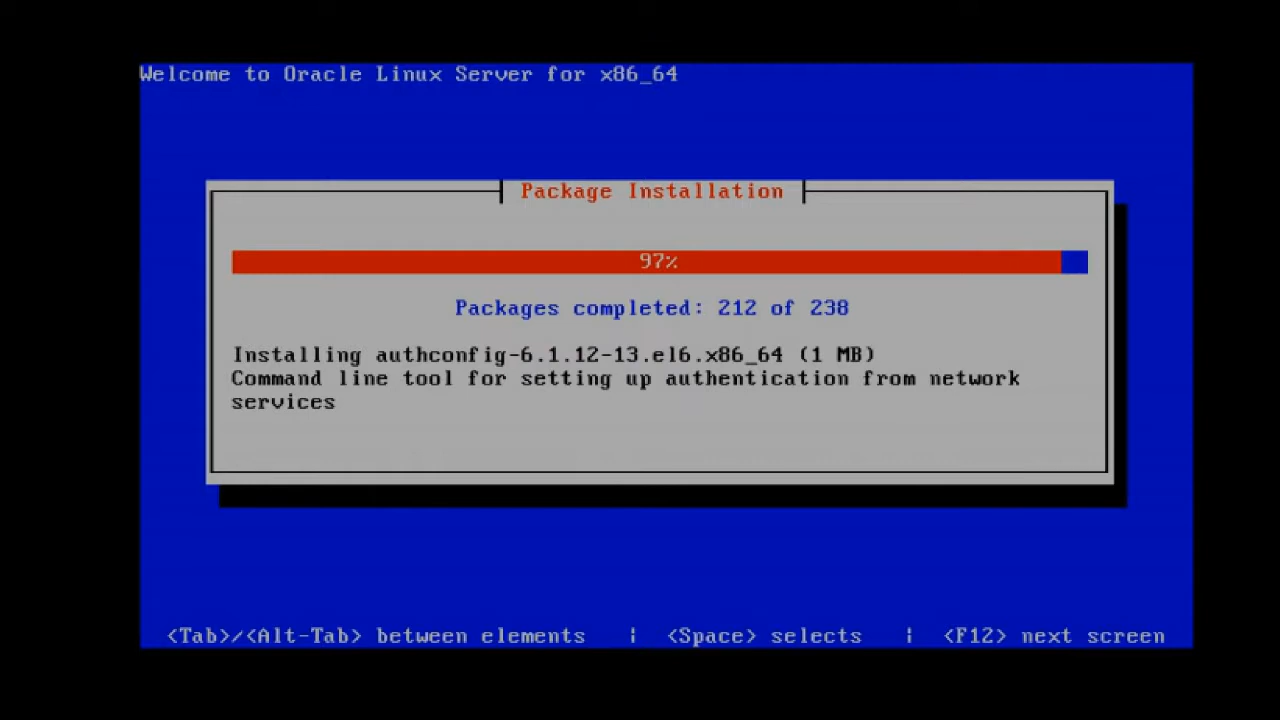 Welcome to Oracle Linux Server for x86_64
Package Installation
97%
Packages completed: 212 of 238
Installing authconfig-6.1.12-13.el6.x86_64 (1 MB)
Command line tool for setting up authentication from network
services
<Tab>/<Alt-Tab> between elements | <Space> selects | <F12> next screen